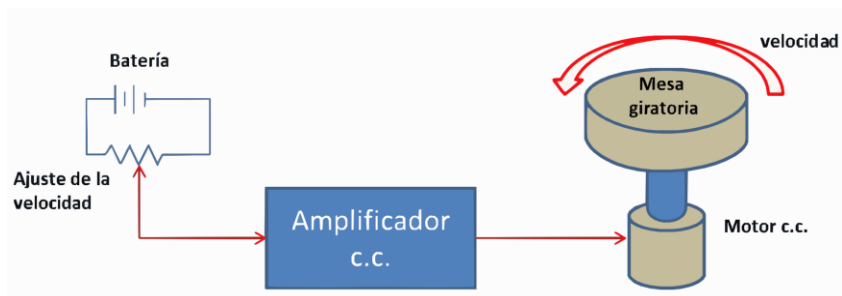 Batería
Ajuste de la
velocidad
Amplificador
c.c.
velocidad
Mesa
giratoria
Motor c.c.